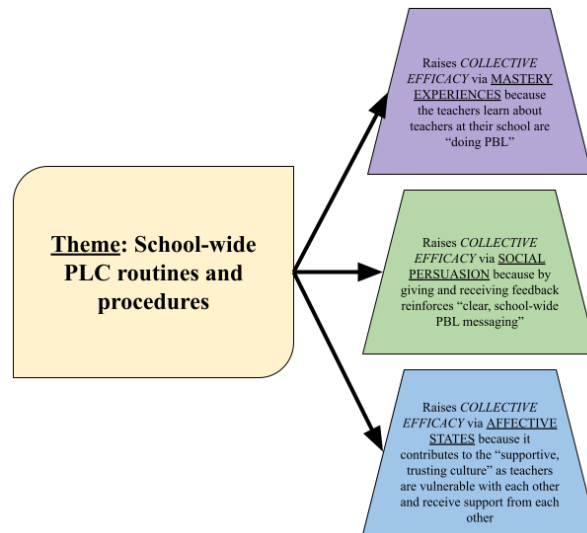 Theme: School-wide
PLC routines and
procedures
Raises COLLECTIVE
EFFICACY via MASTERY
EXPERIENCES because
the teachers learn about
teachers at their school are
“doing PBL”
Raises COLLECTIVE
EFFICACY via SOCIAL
PERSUASION because by
giving and receiving feedback
reinforces “clear, school-wide
PBL messaging”
Raises COLLECTIVE
EFFICACY via AFFECTIVE
STATES because it
contributes to the “supportive,
trusting culture” as teachers
are vulnerable with each other
and receive support from each
other